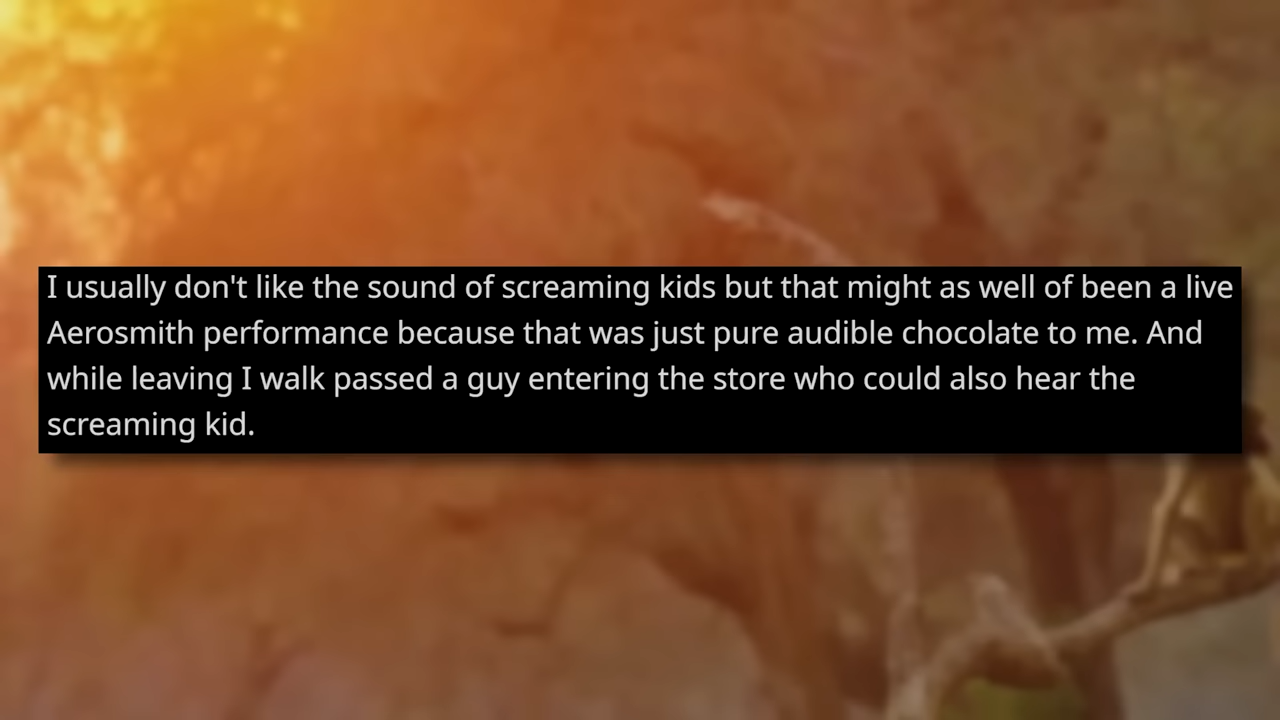 I usually don't like the sound of screaming kids but that might as well of been a live
Aerosmith performance because that was just pure audible chocolate to me. And
while leaving I walk passed a guy entering the store who could also hear the
screaming kid.